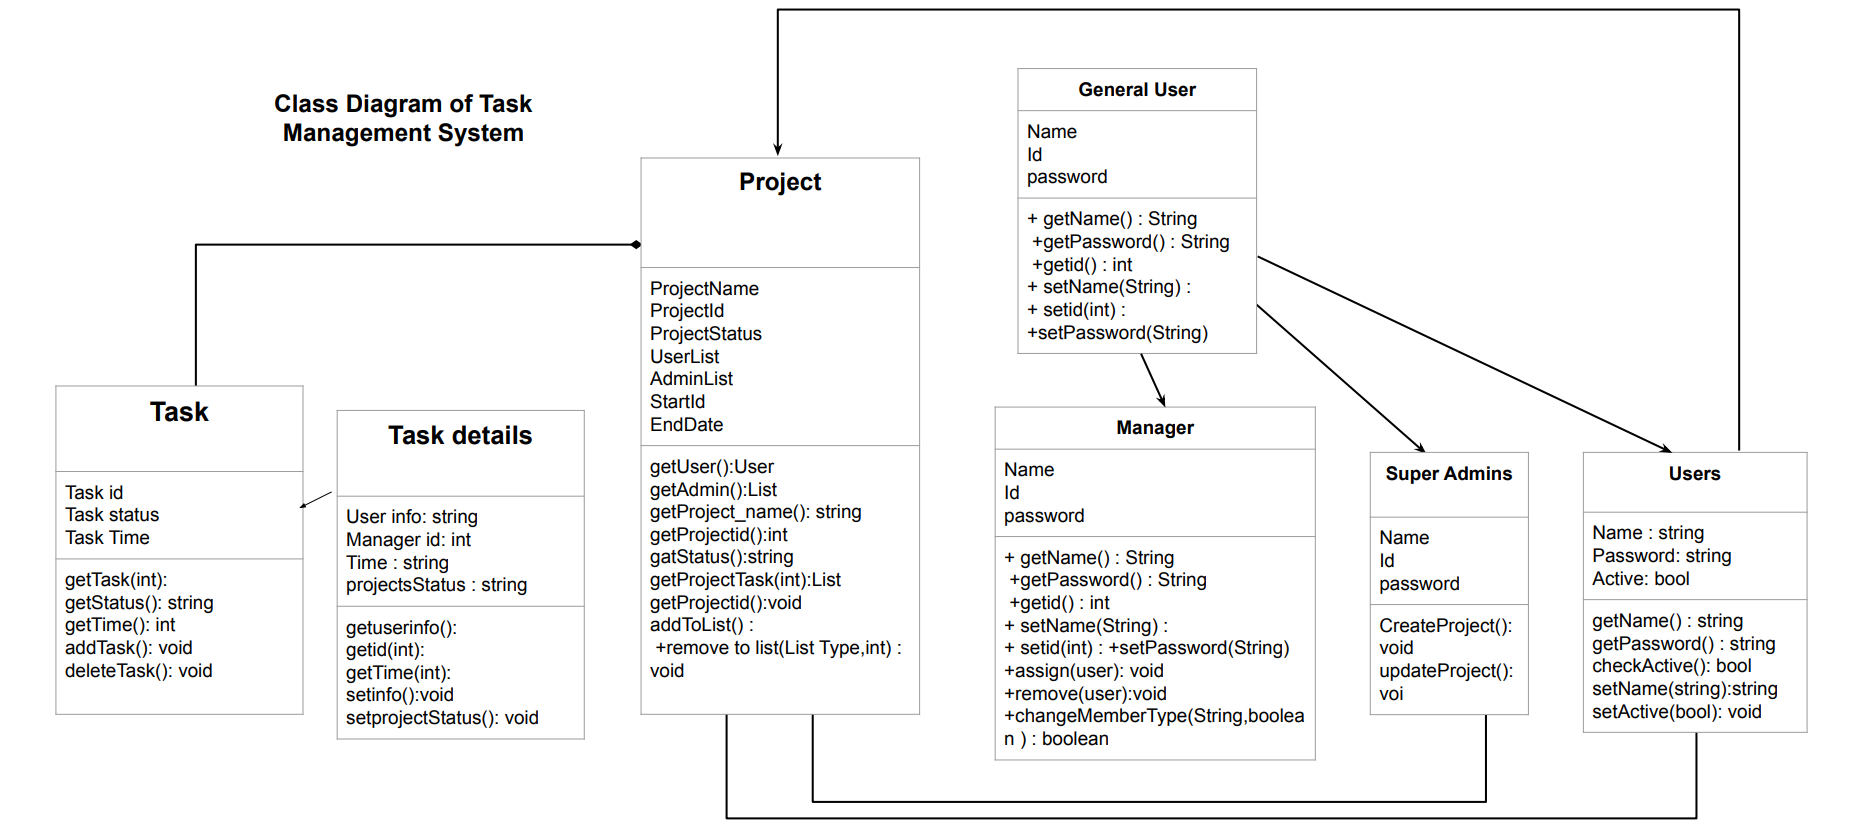 Class Diagram of Task
Management System
Task
Task id
Task status
Task Time
getTask(int):
getStatus(): string
getTime(): int
addTask(): void
deleteTask(): void
Task details
User info: string
Manager id: int
Time : string
projectsStatus : string
getuserinfo():
getid(int):
getTime(int):
setinfo():void
setprojectStatus(): void
Project
ProjectName
ProjectId
ProjectStatus
UserList
AdminList
StartId
EndDate
getUser():User
getAdmin():List
getProject_name(): string
getProjectid():int
gatStatus():string
getProjectTask(int):List
getProjectid():void
addToList() :
+remove to list(List Type,int) :
void
General User
Name
Id
password
+ getName() : String
+getPassword() : String
+getid() : int
+ setName(String) :
+ setid(int) :
+setPassword(String)
Manager
Name
Id
password
+ getName() : String
+getPassword() : String
+getid() : int
+ setName(String) :
+ setid(int) : +setPassword(String)
+assign(user): void
+remove(user):void
+changeMemberType(String,boolea
n ) : boolean
Super Admins
Name
Id
password
CreateProject():
void
updateProject():
voi
Users
Name : string
Password: string
Active: bool
getName() : string
getPassword() : string
checkActive(): bool
setName(string):string
setActive(bool): void